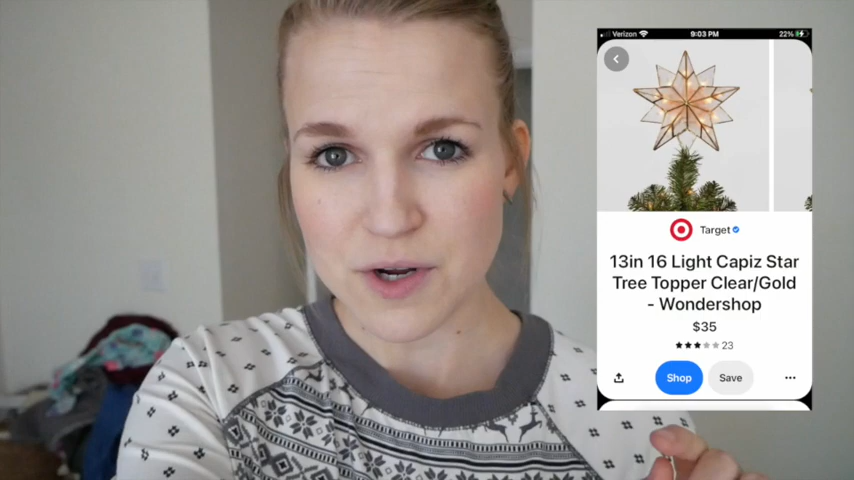 Verizon 9:03 PM 22%
Target
13in 16 Light Capiz Star
Tree Topper Clear/Gold
- Wondershop
$35
23
Shop Save